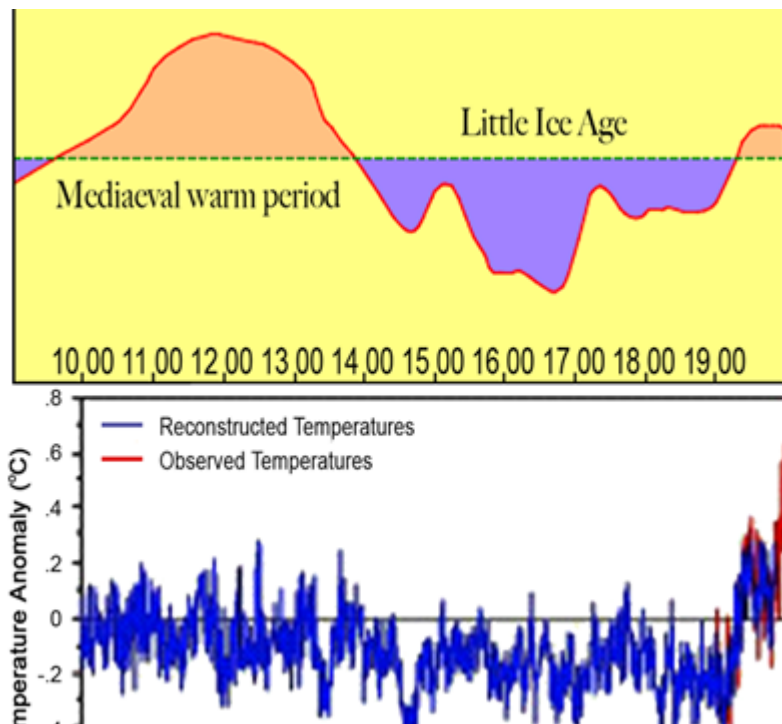 Little Ice Age
Mediaeval warm period
10 00 11 00 12 00 13 00 14 00 15 00 16 00 17 00 18 00 19 00
.8
Reconstructed Temperatures
.6
Observed Temperatures
.4
.2
0
-.2
Anomaly (°C)